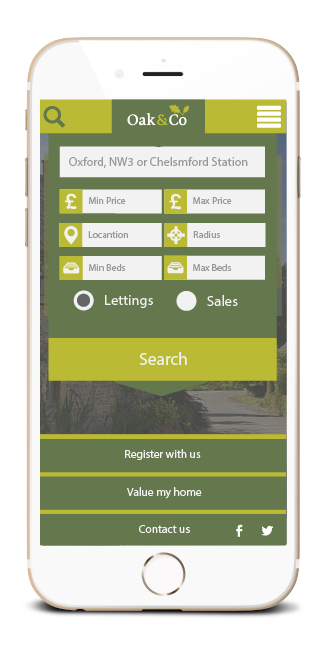 Oak&Co
Oxford, NW3 or Chelsmford Station
£ Min Price £ Max Price
Locantion Radius
Min Beds Max Beds
Lettings Sales
Search
Register with us
Value my home
Contact us